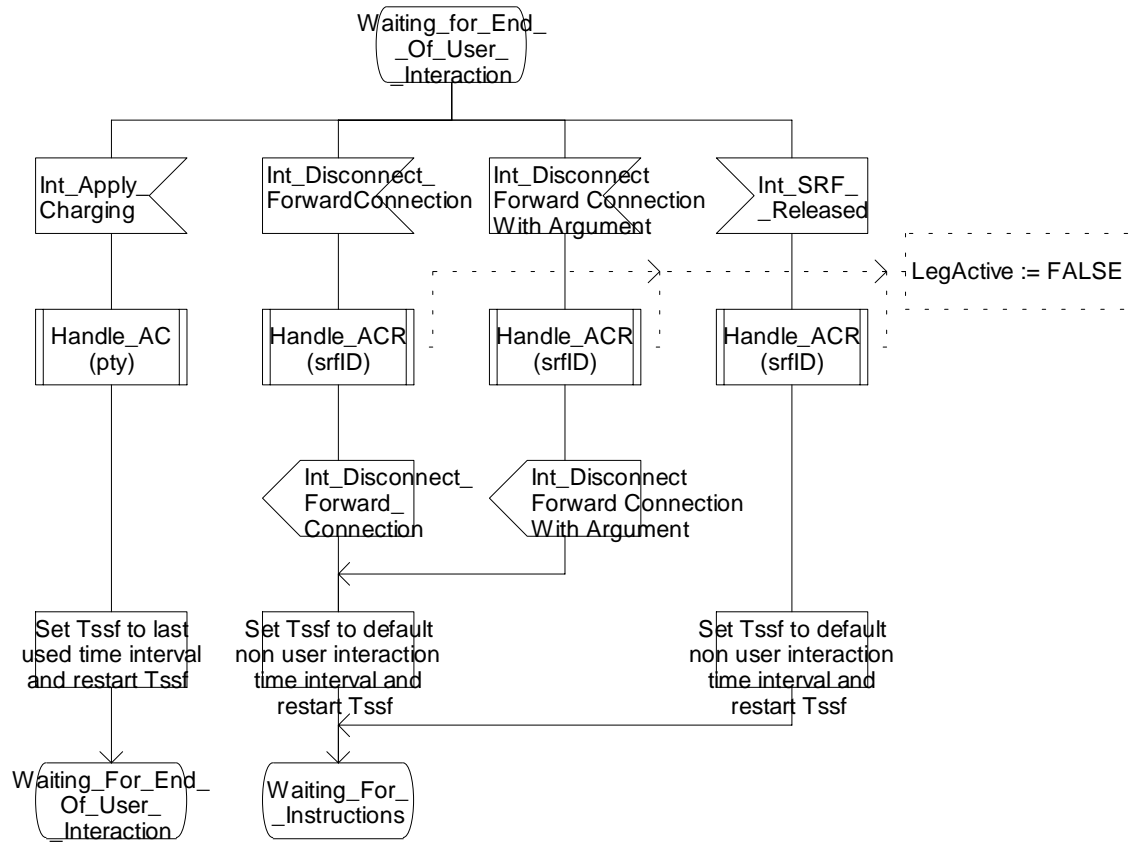 Waiting_for_End_
_Of_User_
_Interaction
Int_Apply_
Charging
Int_Disconnect_
ForwardConnection
Int_Disconnect
Forward Connection
With Argument
Int_SRF_
_Released
LegActive := FALSE
Handle_AC
(pty)
Handle_ACR
(srfID)
Handle_ACR
(srfID)
Handle_ACR
(srfID)
Int_Disconnect_
Forward_
Connection
Int_Disconnect
Forward Connection
With Argument
Set Tssf to last
used time interval
and restart Tssf
Set Tssf to default
non user interaction
time interval and
restart Tssf
Set Tssf to default
non user interaction
time interval and
restart Tssf
Waiting_For_End_
Of_User_
_Interaction
Waiting_For_
_Instructions